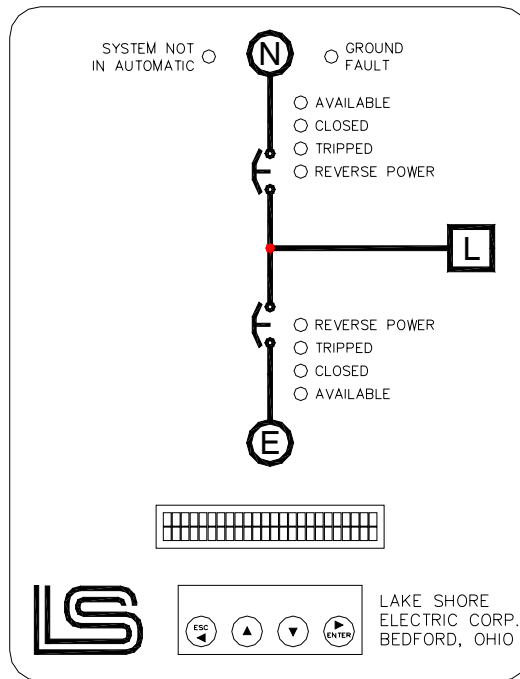 SYSTEM NOT
IN AUTOMATIC
N
GROUND
FAULT
AVAILABLE
CLOSED
TRIPPED
REVERSE POWER
L
REVERSE POWER
TRIPPED
CLOSED
AVAILABLE
E
LS
ESC
ENTER
LAKE SHORE
ELECTRIC CORP.
BEDFORD, OHIO